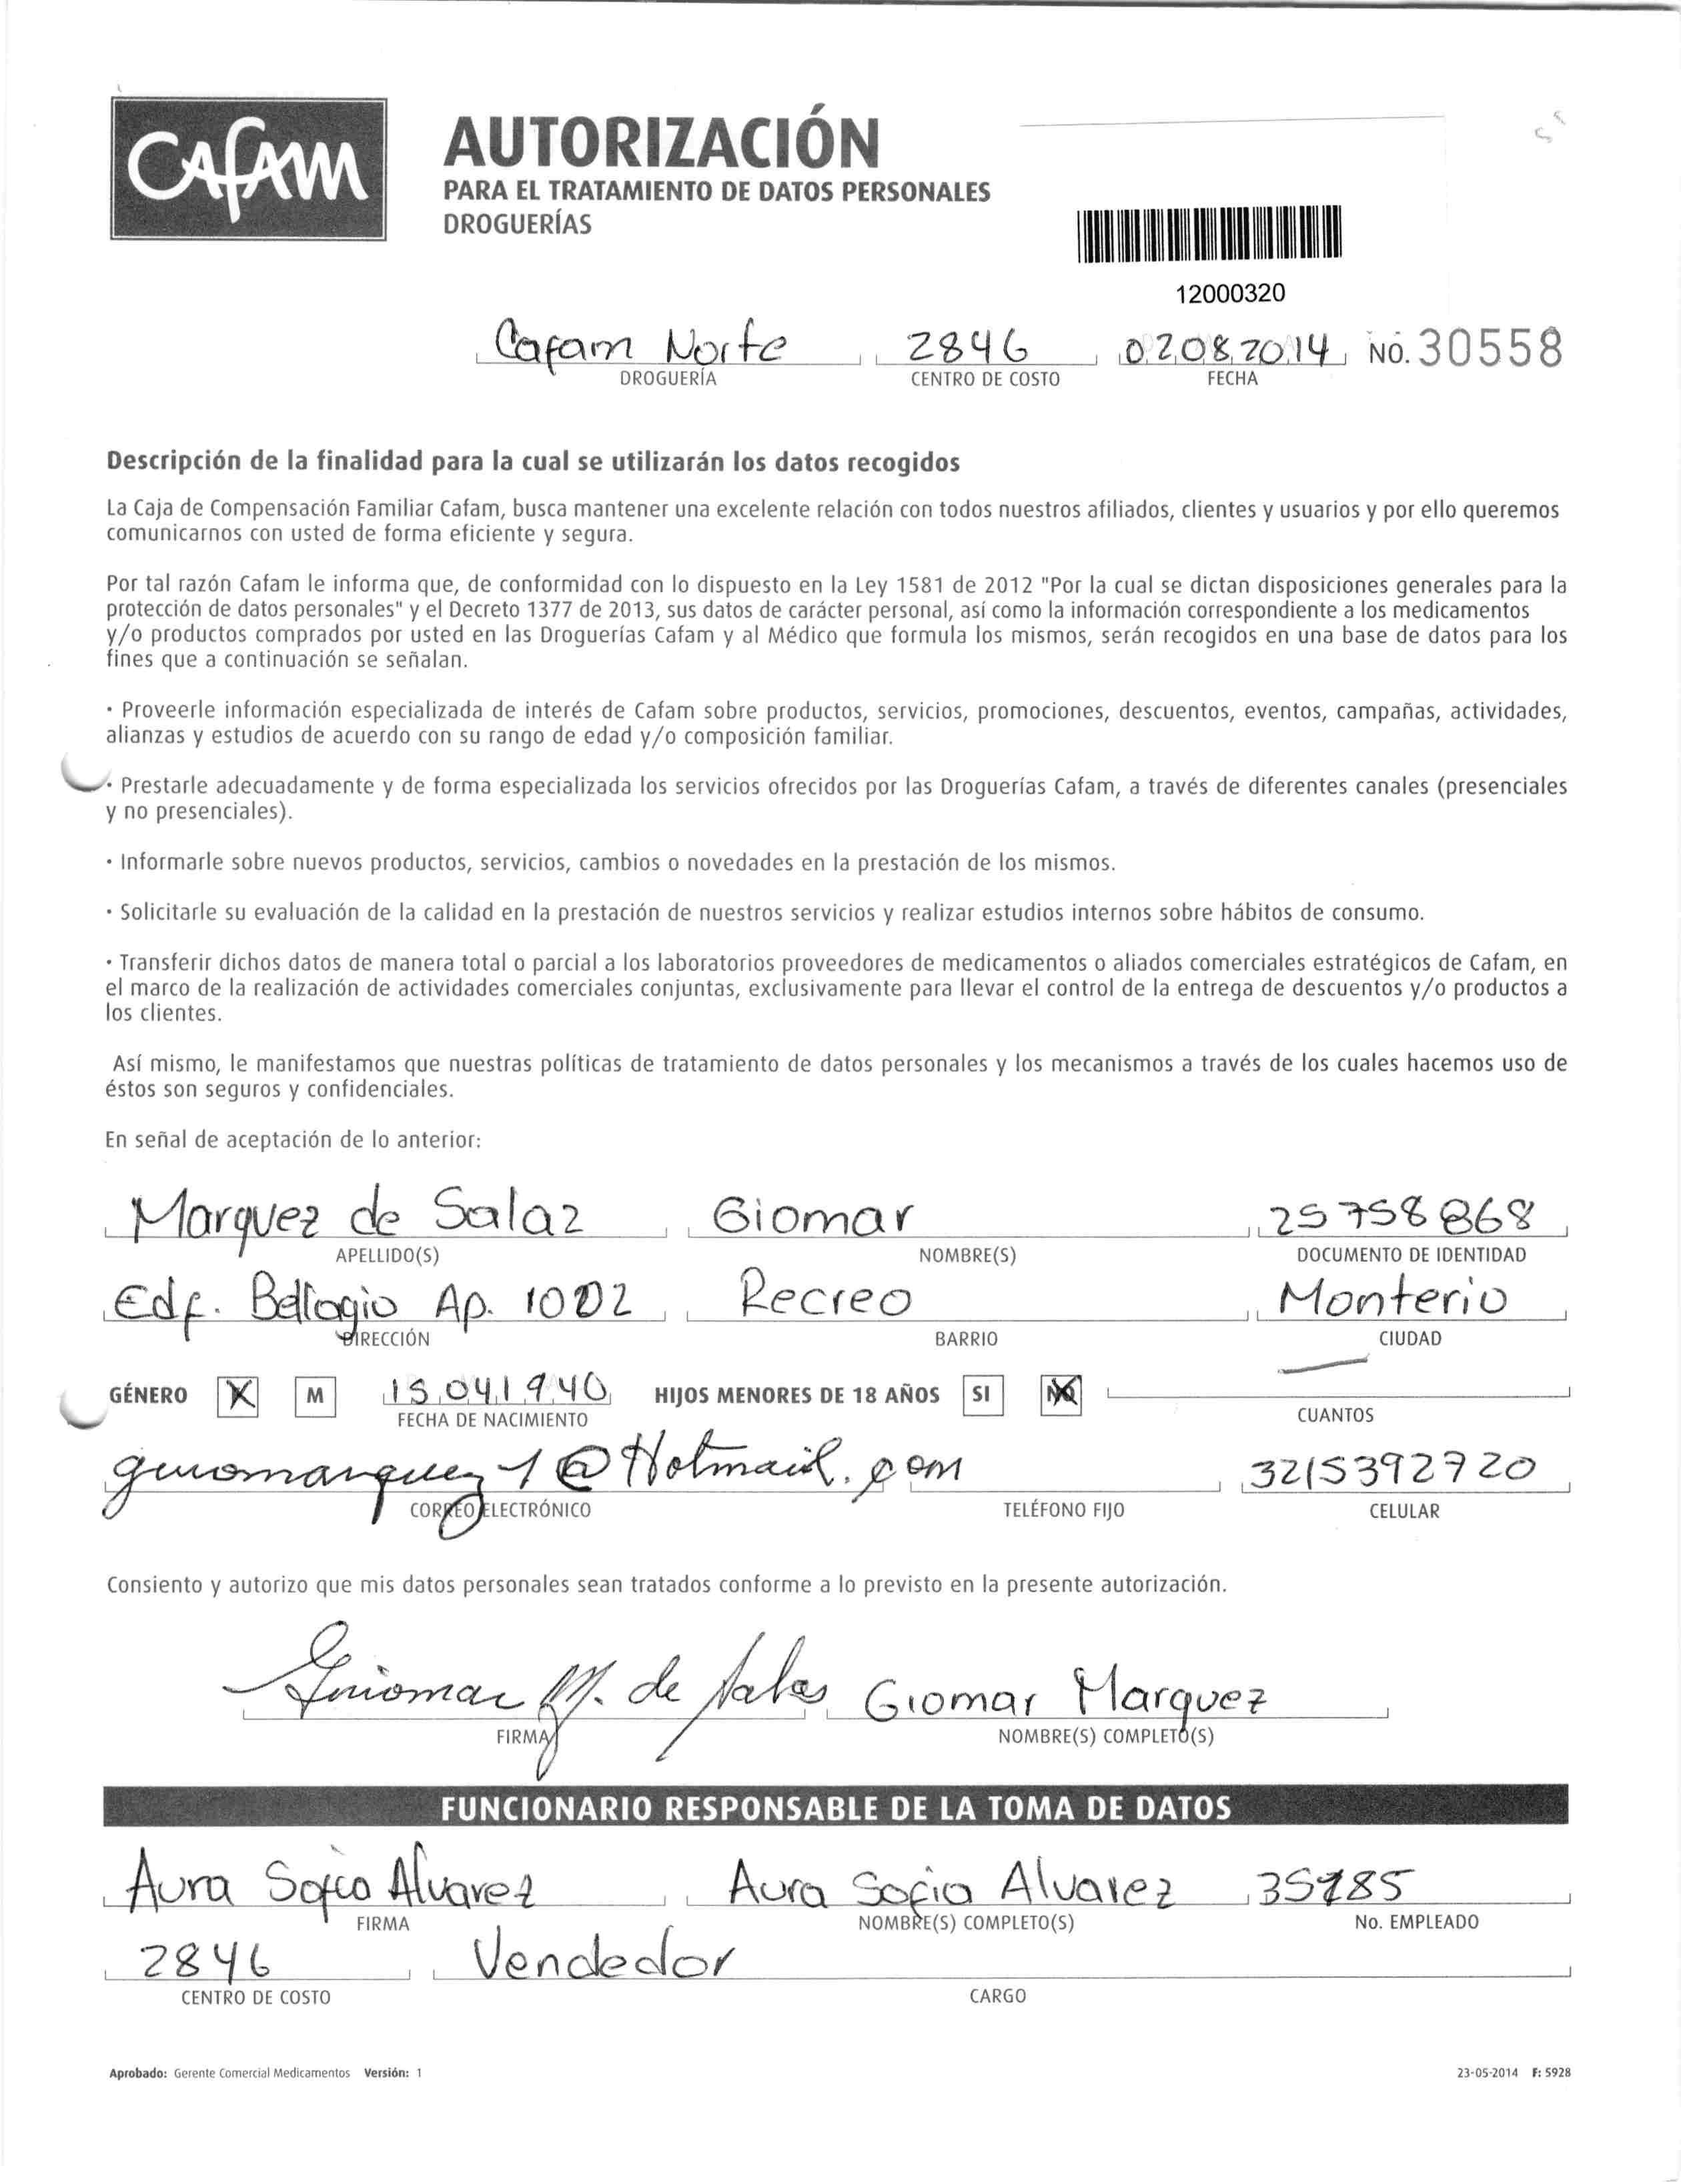 CAFAM
AUTORIZACIÓN
PARA EL TRATAMIENTO DE DATOS PERSONALES
DROGUERÍAS
12000320
Cafam Norte 2846 02082014 NO. 30558
DROGUERÍA CENTRO DE COSTO FECHA
Descripción de la finalidad para la cual se utilizarán los datos recogidos
La Caja de Compensación Familiar Cafam, busca mantener una excelente relación con todos nuestros afiliados, clientes y usuarios y por ello queremos
comunicarnos con usted de forma eficiente y segura.
Por tal razón Cafam le informa que, de conformidad con lo dispuesto en la Ley 1581 de 2012 "Por la cual se dictan disposiciones generales para la
protección de datos personales" y el Decreto 1377 de 2013, sus datos de carácter personal, así como la información correspondiente a los medicamentos
y/o productos comprados por usted en las Droguerías Cafam y al Médico que formula los mismos, serán recogidos en una base de datos para los
fines que a continuación se señalan.
· Proveerle información especializada de interés de Cafam sobre productos, servicios, promociones, descuentos, eventos, campañas, actividades,
alianzas y estudios de acuerdo con su rango de edad y/o composición familiar.
· Prestarle adecuadamente y de forma especializada los servicios ofrecidos por las Droguerías Cafam, a través de diferentes canales (presenciales
y no presenciales).
· Informarle sobre nuevos productos, servicios, cambios o novedades en la prestación de los mismos.
· Solicitarle su evaluación de la calidad en la prestación de nuestros servicios y realizar estudios internos sobre hábitos de consumo.
· Transferir dichos datos de manera total o parcial a los laboratorios proveedores de medicamentos o aliados comerciales estratégicos de Cafam, en
el marco de la realización de actividades comerciales conjuntas, exclusivamente para llevar el control de la entrega de descuentos y/o productos a
los clientes.
Así mismo, le manifestamos que nuestras políticas de tratamiento de datos personales y los mecanismos a través de los cuales hacemos uso de
éstos son seguros y confidenciales.
En señal de aceptación de lo anterior:
Marquez de Salaz Giomar 25758868
APELLIDO(S) NOMBRE(S) DOCUMENTO DE IDENTIDAD
Edf. Bellagio Ap. 1002 Recreo Monterio
DIRECCIÓN BARRIO CIUDAD
GÉNERO X M 15041940 HIJOS MENORES DE 18 AÑOS SI NO
FECHA DE NACIMIENTO CUANTOS
@Hotmail.com 3215392720
CORREO ELECTRÓNICO TELÉFONO FIJO CELULAR
Consiento y autorizo que mis datos personales sean tratados conforme a lo previsto en la presente autorización.
Guiomar M. de Salas Giomar Marquez
FIRMA NOMBRE(S) COMPLETO(S)
FUNCIONARIO RESPONSABLE DE LA TOMA DE DATOS
Aura Sofia Alvarez Aura Sofia Alvarez
FIRMA NOMBRE(S) COMPLETO(S) No. EMPLEADO
2846 Vendedor
CENTRO DE COSTO CARGO
Aprobado: Gerente Comercial Medicamentos Versión: 1 23-05-2014 F: 5928